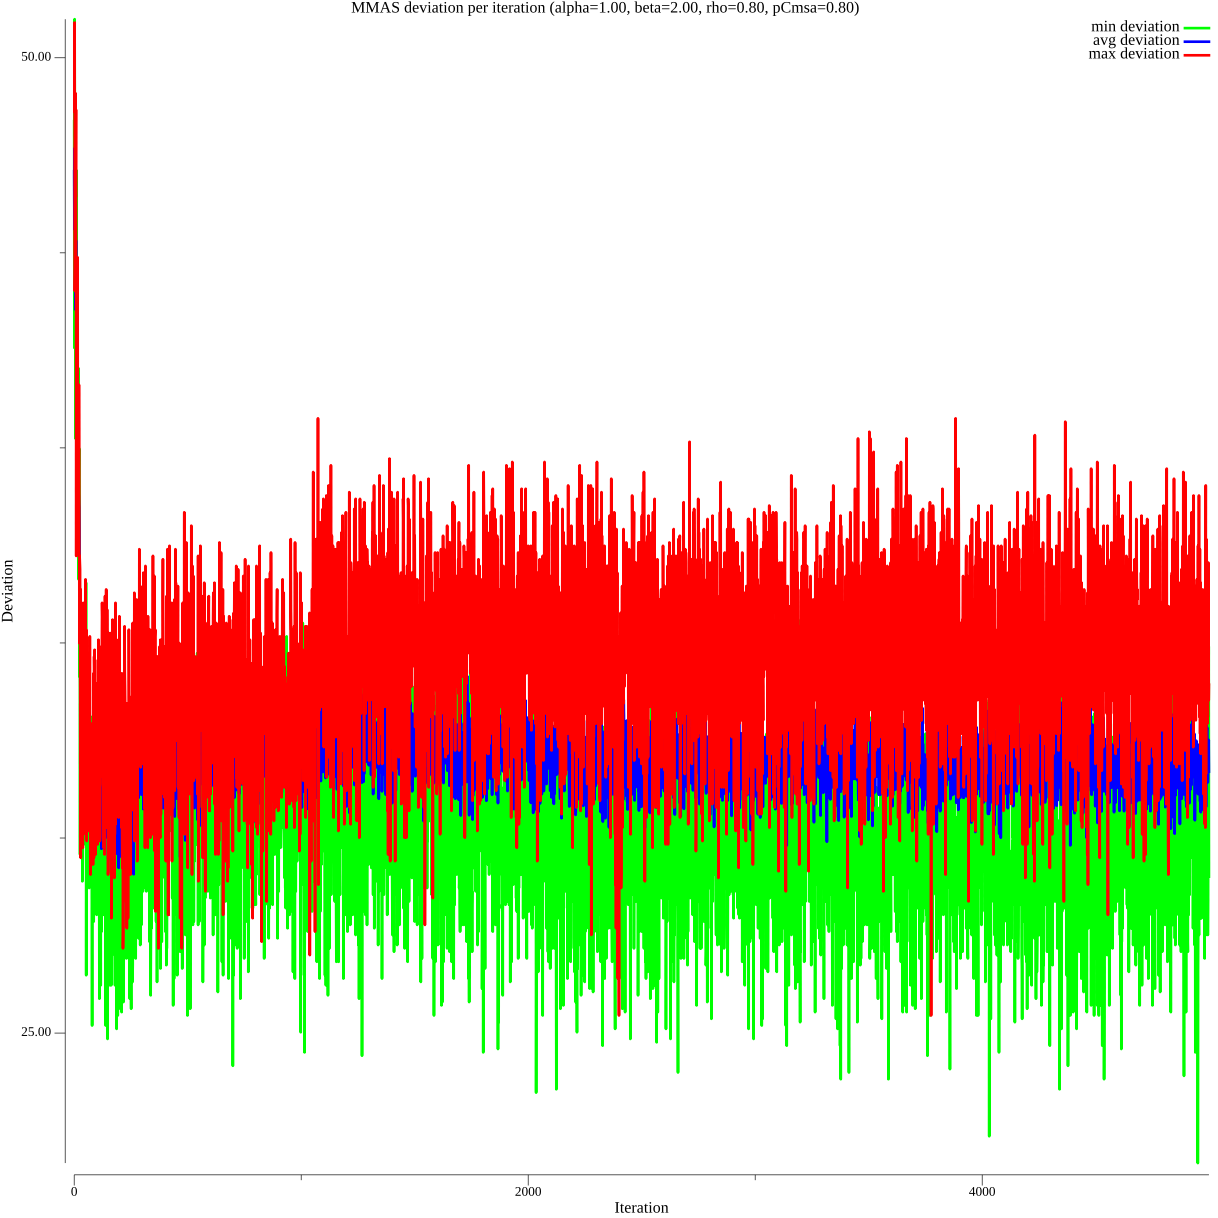 MMAS deviation per iteration (alpha=1.00, beta=2.00, rho=0.80, pCmsa=0.80)
min deviation
avg deviation
max deviation
50.00
Deviation
25.00
0
2000
4000
Iteration